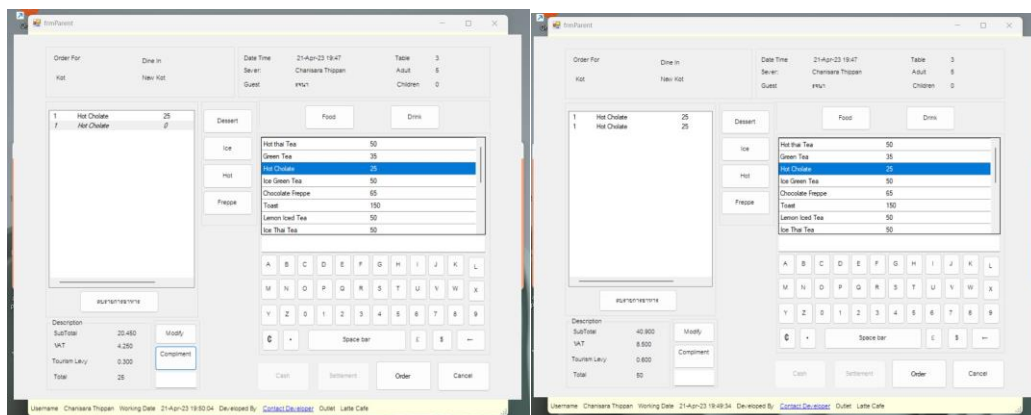 frmParent
Order For Dine In
Kot New Kot
Date Time 21-Apr-23 19:47 Table 3
Sever: Chanisara Thippan Adult 5
Guest Children 0
1 Hot Cholate 25
1 Hot Cholate 0
Dessert
Ice
Hot
Freppe
Food Drink
Hot thai Tea 50
Green Tea 35
Hot Cholate 25
Ice Green Tea 50
Chocolate Freppe 65
Toast 150
Lemon Iced Tea 50
Ice Thai Tea 50
A B C D E F G H I J K L
M N O P Q R S T U V W X
Y Z 0 1 2 3 4 5 6 7 8 9
Space bar £ $
Description
SubTotal 20.450
VAT 4.250
Tourism Levy 0.300
Total 25
Modify
Compliment
Cash Settlement Order Cancel
Username Chanisara Thippan Working Date 21-Apr-23 19:50:04 Developed By Contact Developer Outlet Latte Cafe
frmParent
Order For Dine In
Kot New Kot
Date Time 21-Apr-23 19:47 Table 3
Sever: Chanisara Thippan Adult 5
Guest Children 0
1 Hot Cholate 25
1 Hot Cholate 25
Dessert
Ice
Hot
Freppe
Food Drink
Hot thai Tea 50
Green Tea 35
Hot Cholate 25
Ice Green Tea 50
Chocolate Freppe 65
Toast 150
Lemon Iced Tea 50
Ice Thai Tea 50
A B C D E F G H I J K L
M N O P Q R S T U V W X
Y Z 0 1 2 3 4 5 6 7 8 9
Space bar £ $
Description
SubTotal 40.900
VAT 8.500
Tourism Levy 0.600
Total 50
Modify
Compliment
Cash Settlement Order Cancel
Username Chanisara Thippan Working Date 21-Apr-23 19:49:34 Developed By Contact Developer Outlet Latte Cafe